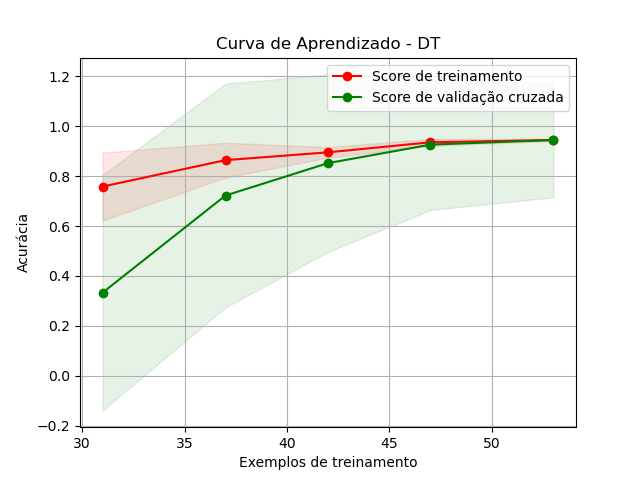 Curva de Aprendizado - DT
Score de treinamento
Score de validação cruzada
Acurácia
1.2
1.0
0.8
0.6
0.4
0.2
0.0
−0.2
30 35 40 45 50
Exemplos de treinamento